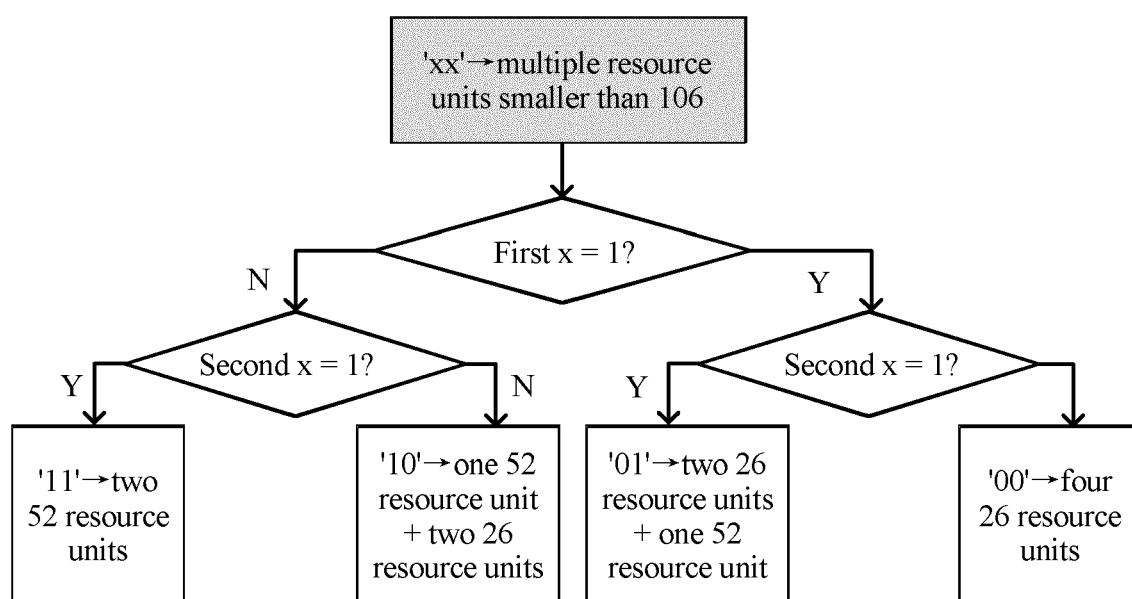 'xx'→multiple resource
units smaller than 106
First x = 1?
N
Y
Second x = 1?
Second x = 1?
Y
N
Y
'11'→two
52 resource
units
'10'→one 52
resource unit
+ two 26
resource units
'01'→two 26
resource units
+ one 52
resource unit
'00'→four
26 resource
units